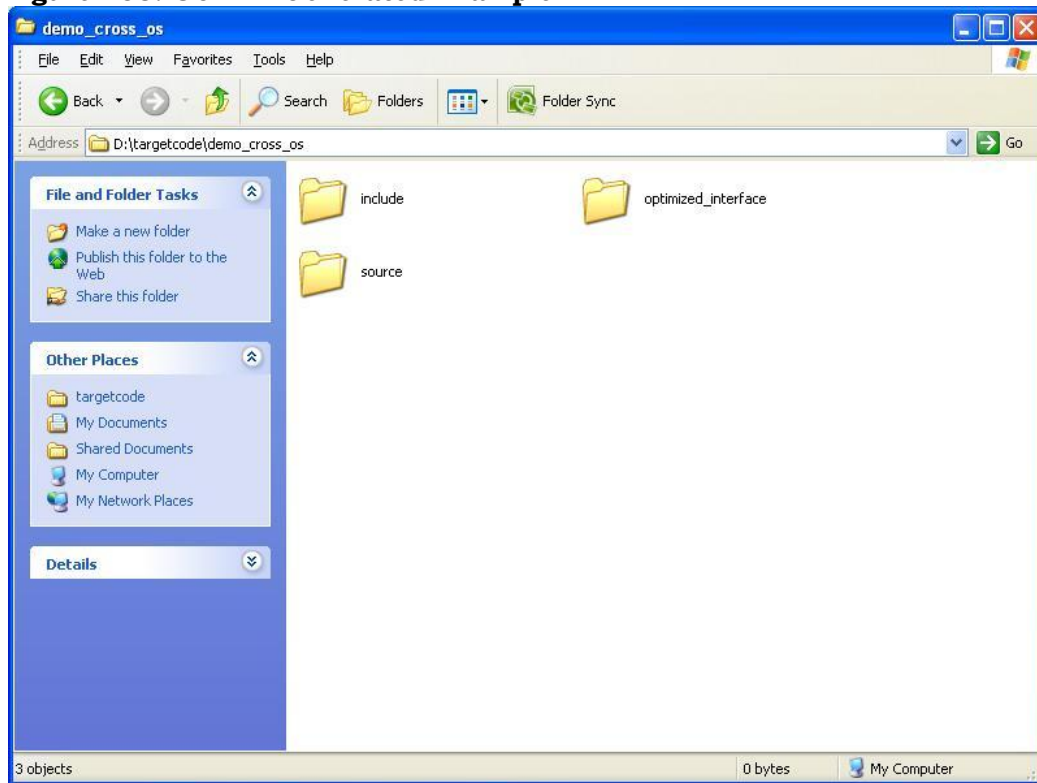 demo_cross_os
File Edit View Favorites Tools Help
Back Search Folders Folder Sync
Address D:\targetcode\demo_cross_os Go
File and Folder Tasks
Make a new folder
Publish this folder to the
Web
Share this folder
Other Places
targetcode
My Documents
Shared Documents
My Computer
My Network Places
Details
include
optimized_interface
source
3 objects 0 bytes My Computer